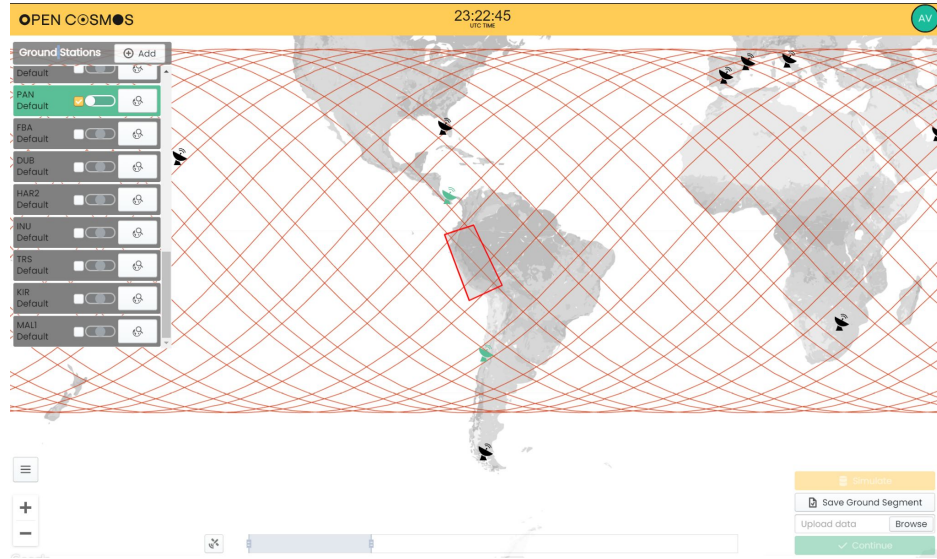 OPEN COSMOS
23:22:45
UTC TIME
AV
Ground Stations
Add
Default
PAN
Default
FBA
Default
DUB
Default
HAR2
Default
INU
Default
TRS
Default
KIR
Default
MAL1
Default
Simulate
Save Ground Segment
Upload data
Browse
Continue